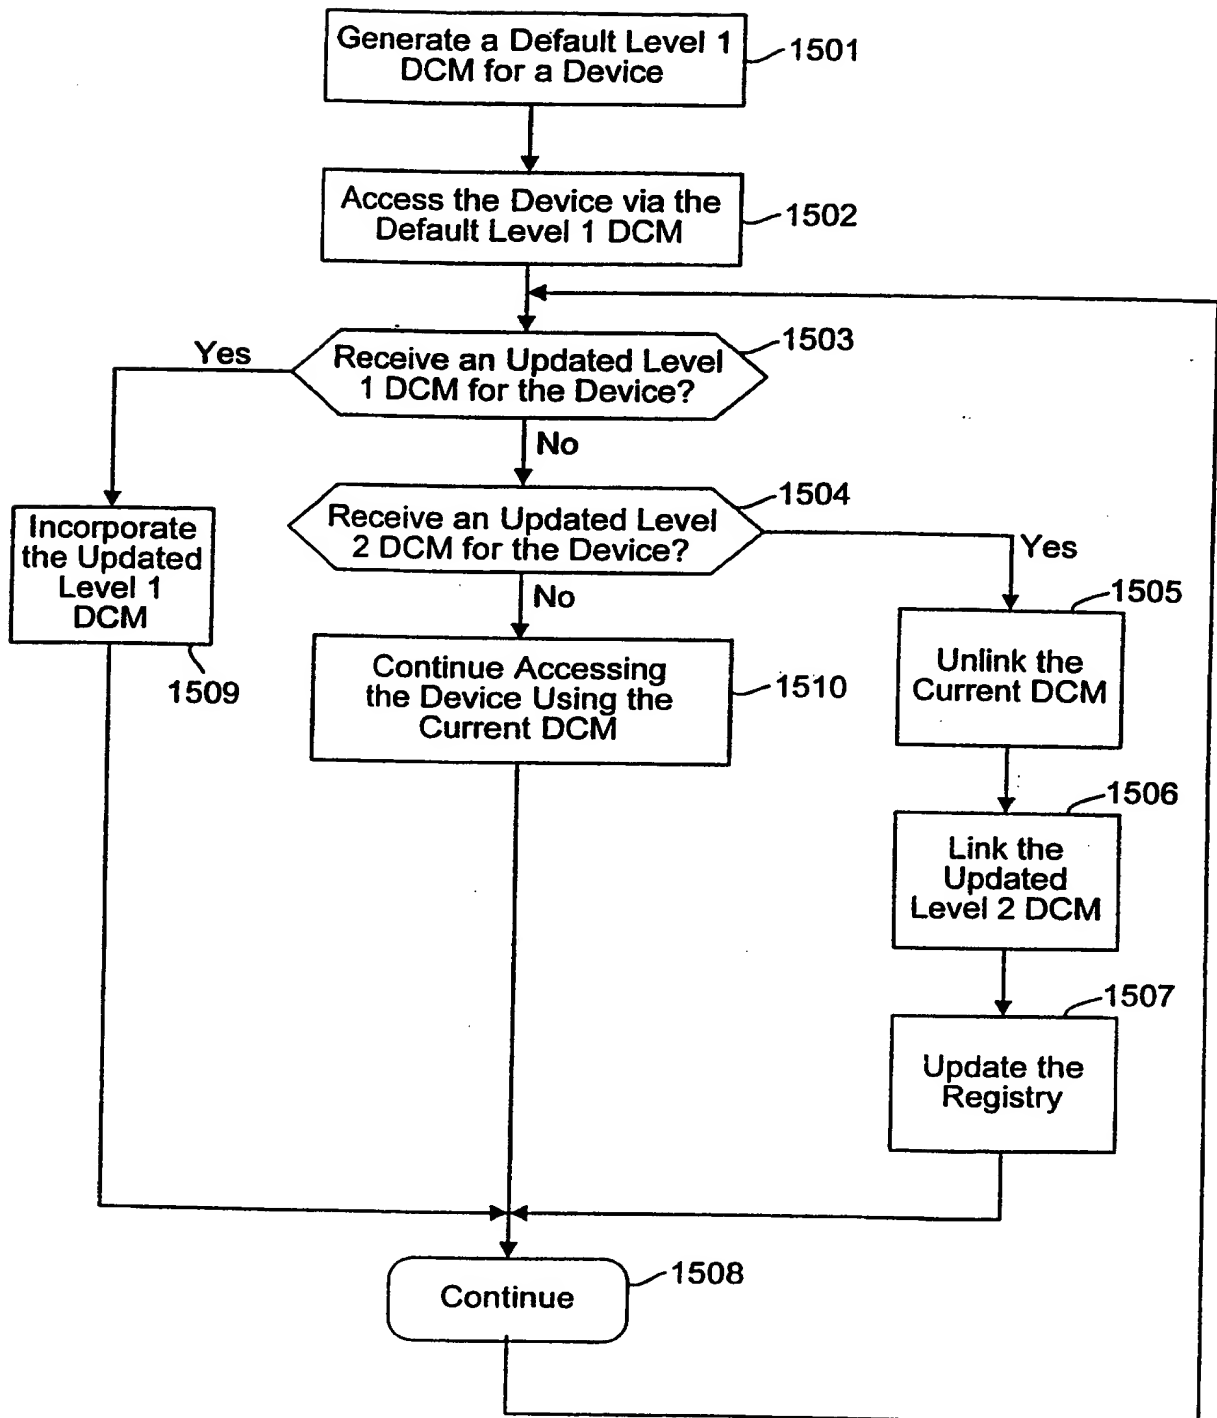 Generate a Default Level 1
DCM for a Device
1501
Access the Device via the
Default Level 1 DCM
1502
1503
Yes
Receive an Updated Level
1 DCM for the Device?
No
1504
Receive an Updated Level
2 DCM for the Device?
Yes
Incorporate
the Updated
Level 1
DCM
1509
No
1505
Continue Accessing
the Device Using the
Current DCM
1510
Unlink the
Current DCM
1506
Link the
Updated
Level 2 DCM
1507
Update the
Registry
Continue
1508